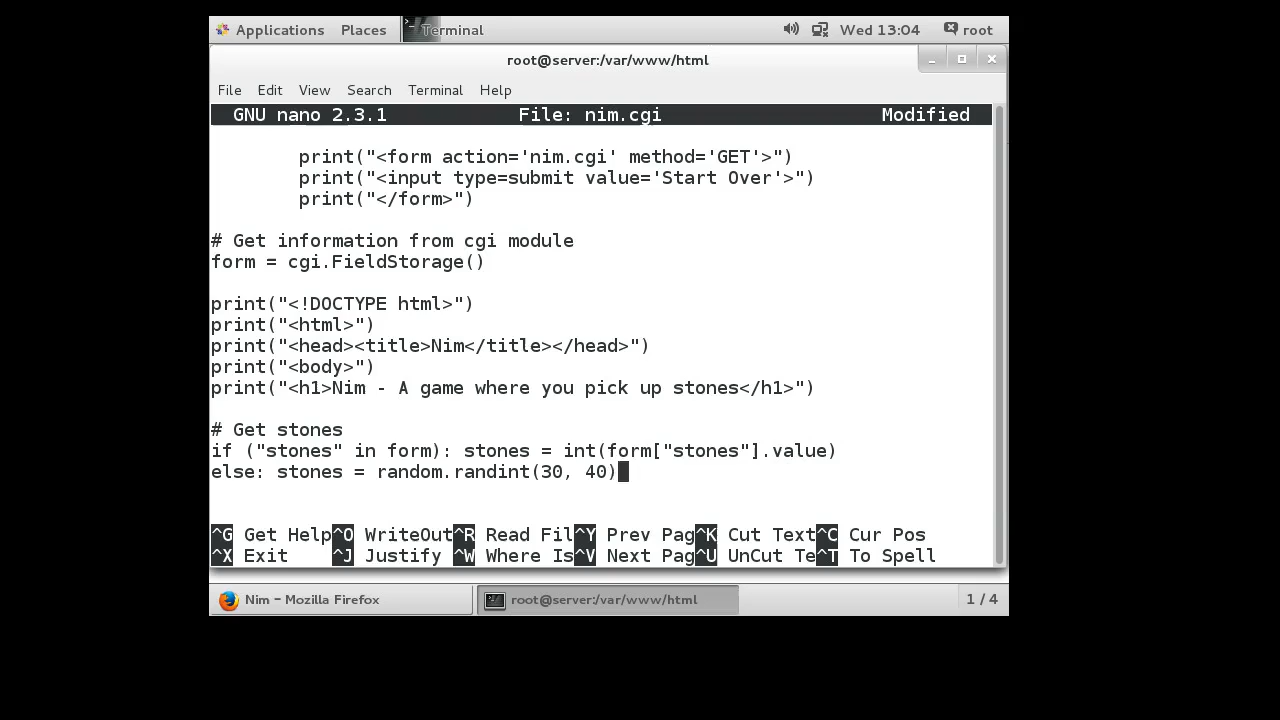 Applications Places Terminal Wed 13:04 root
root@server:/var/www/html
File Edit View Search Terminal Help
GNU nano 2.3.1 File: nim.cgi Modified
print("<form action='nim.cgi' method='GET'>")
print("<input type=submit value='Start Over'>")
print("</form>")
# Get information from cgi module
form = cgi.FieldStorage()
print("<!DOCTYPE html>")
print("<html>")
print("<head><title>Nim</title></head>")
print("<body>")
print("<h1>Nim - A game where you pick up stones</h1>")
# Get stones
if ("stones" in form): stones = int(form["stones"].value)
else: stones = random.randint(30, 40)
^G Get Help ^O WriteOut ^R Read Fil ^Y Prev Pag ^K Cut Text ^C Cur Pos
^X Exit ^J Justify ^W Where Is ^V Next Pag ^U UnCut Te ^T To Spell
Nim - Mozilla Firefox root@server:/var/www/html 1 / 4